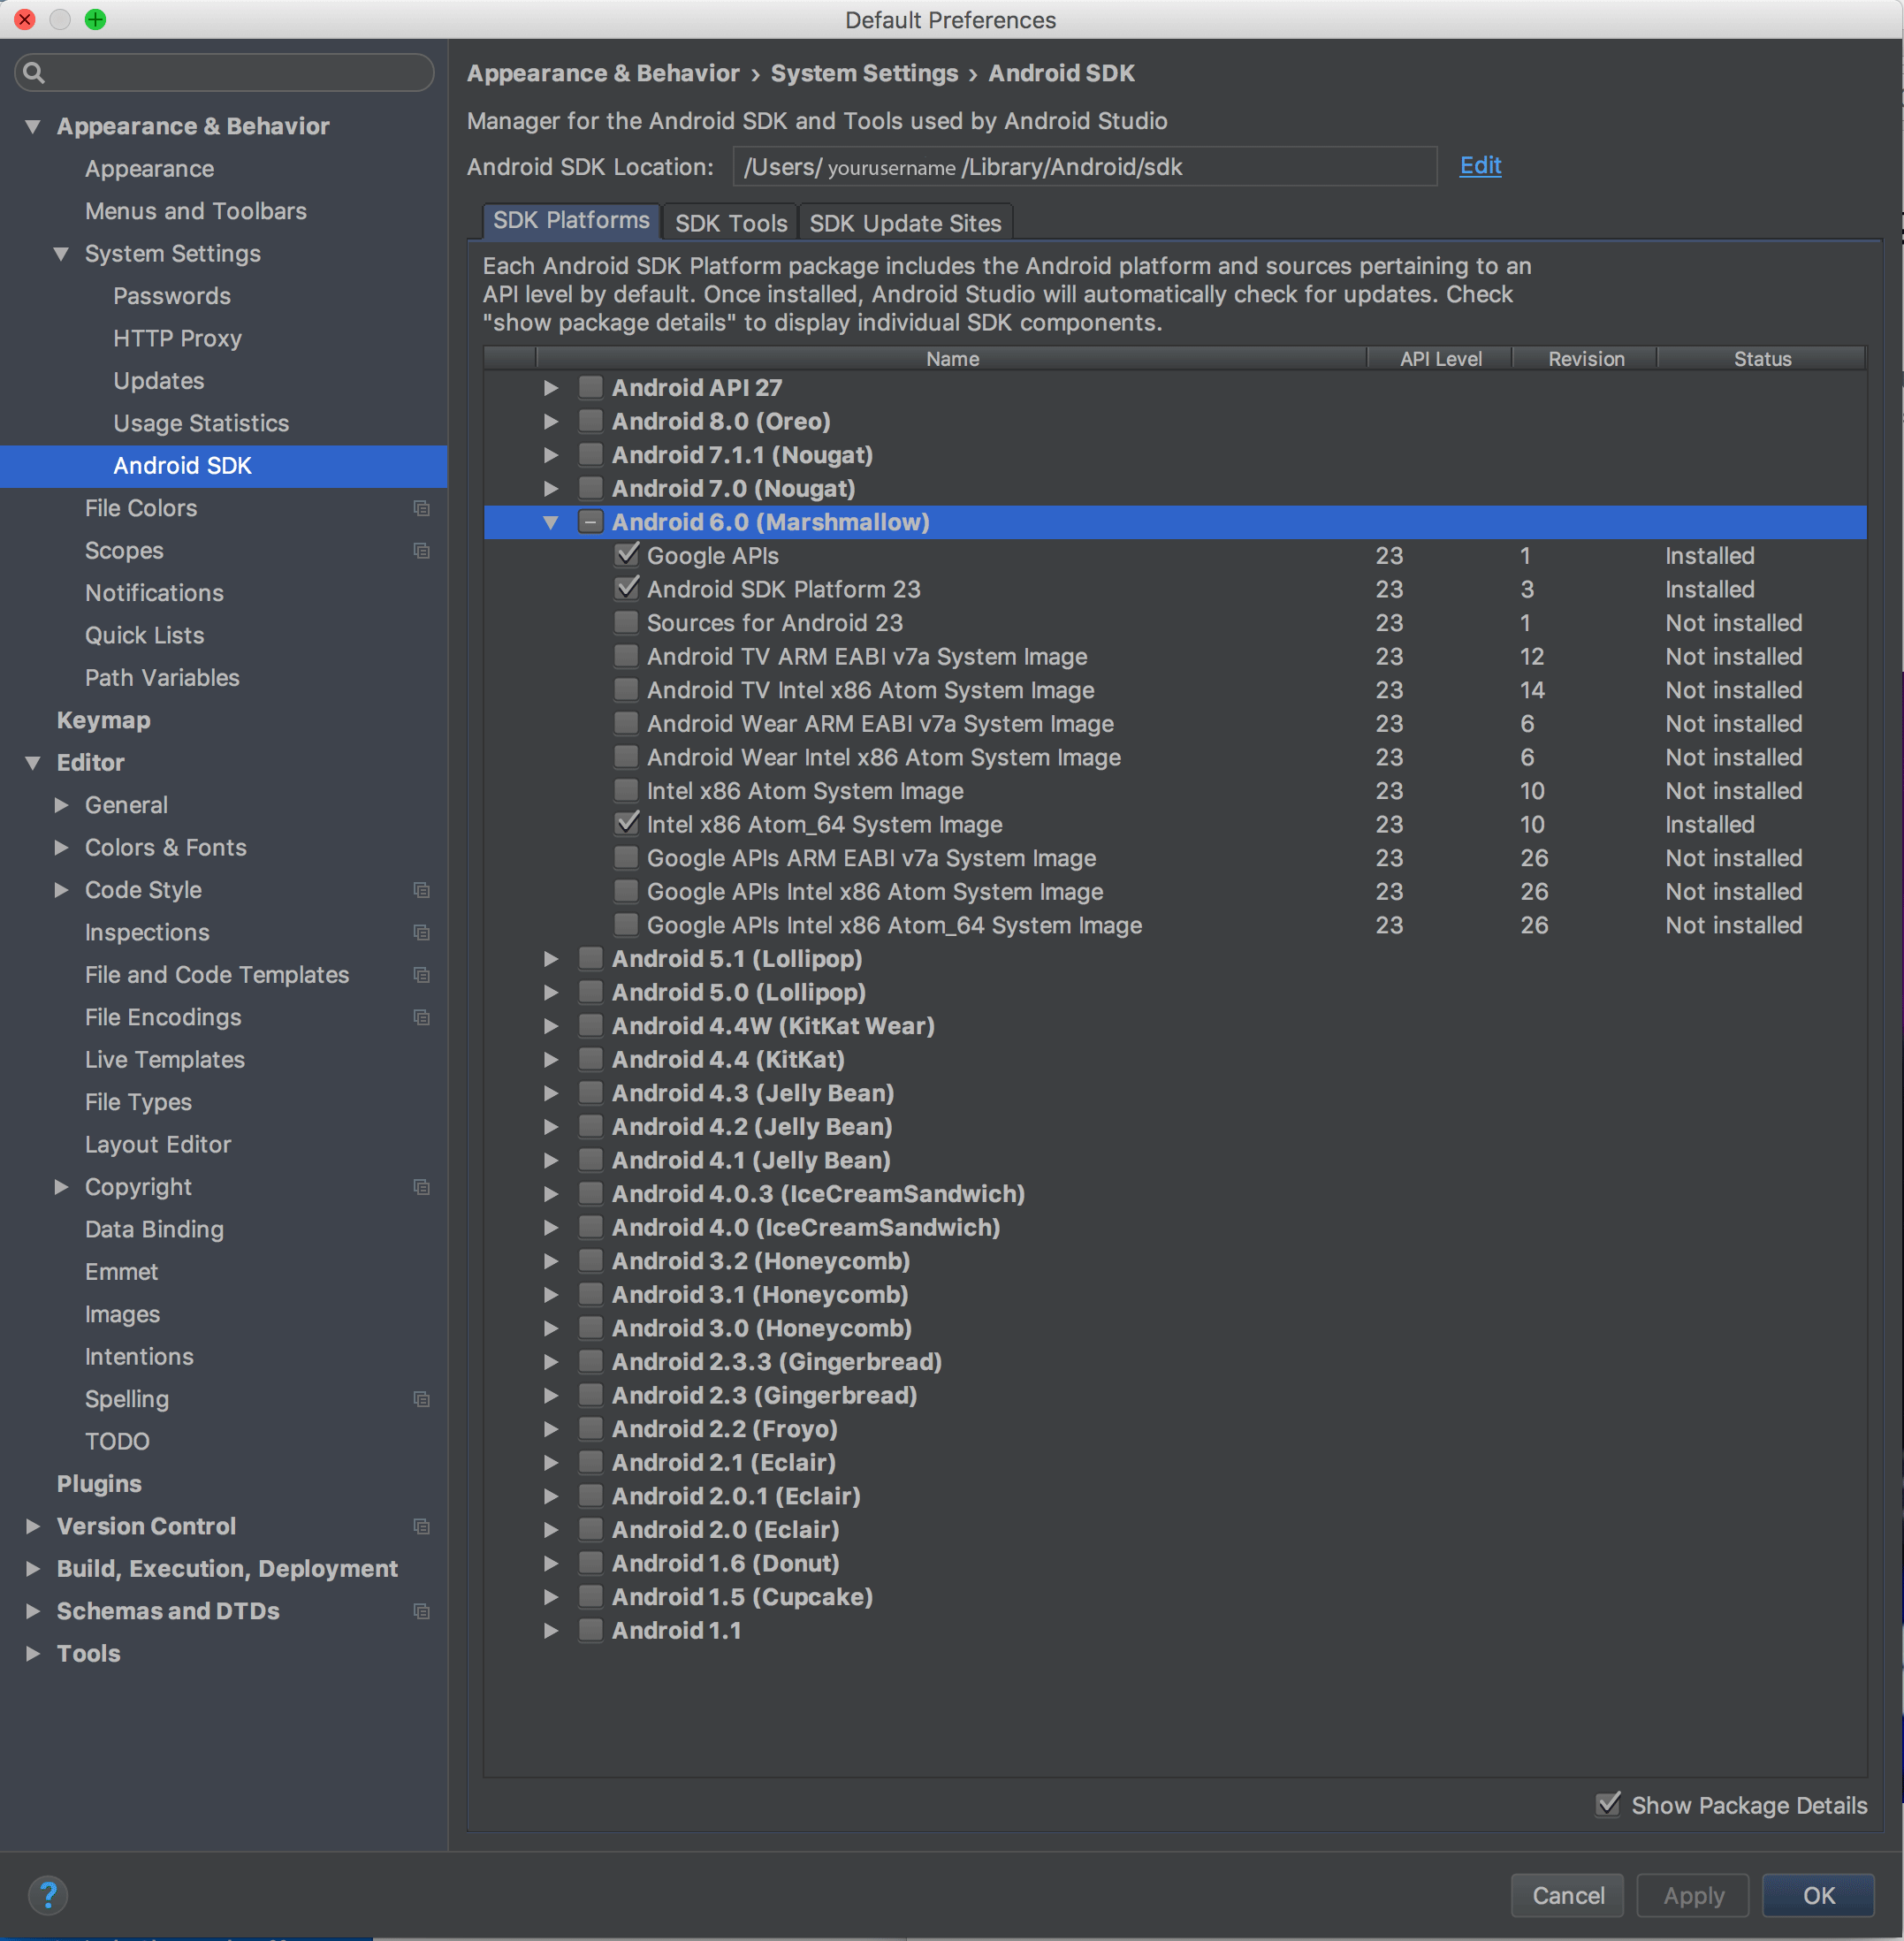 Default Preferences
Appearance & Behavior
Appearance
Menus and Toolbars
System Settings
Passwords
HTTP Proxy
Updates
Usage Statistics
Android SDK
File Colors
Scopes
Notifications
Quick Lists
Path Variables
Keymap
Editor
General
Colors & Fonts
Code Style
Inspections
File and Code Templates
File Encodings
Live Templates
File Types
Layout Editor
Copyright
Data Binding
Emmet
Images
Intentions
Spelling
TODO
Plugins
Version Control
Build, Execution, Deployment
Schemas and DTDs
Tools
Appearance & Behavior › System Settings › Android SDK
Manager for the Android SDK and Tools used by Android Studio
Android SDK Location: /Users/ yourusername /Library/Android/sdk Edit
SDK Platforms SDK Tools SDK Update Sites
Each Android SDK Platform package includes the Android platform and sources pertaining to an
API level by default. Once installed, Android Studio will automatically check for updates. Check
"show package details" to display individual SDK components.
Name API Level Revision Status
Android API 27
Android 8.0 (Oreo)
Android 7.1.1 (Nougat)
Android 7.0 (Nougat)
Android 6.0 (Marshmallow)
Google APIs 23 1 Installed
Android SDK Platform 23 23 3 Installed
Sources for Android 23 23 1 Not installed
Android TV ARM EABI v7a System Image 23 12 Not installed
Android TV Intel x86 Atom System Image 23 14 Not installed
Android Wear ARM EABI v7a System Image 23 6 Not installed
Android Wear Intel x86 Atom System Image 23 6 Not installed
Intel x86 Atom System Image 23 10 Not installed
Intel x86 Atom_64 System Image 23 10 Installed
Google APIs ARM EABI v7a System Image 23 26 Not installed
Google APIs Intel x86 Atom System Image 23 26 Not installed
Google APIs Intel x86 Atom_64 System Image 23 26 Not installed
Android 5.1 (Lollipop)
Android 5.0 (Lollipop)
Android 4.4W (KitKat Wear)
Android 4.4 (KitKat)
Android 4.3 (Jelly Bean)
Android 4.2 (Jelly Bean)
Android 4.1 (Jelly Bean)
Android 4.0.3 (IceCreamSandwich)
Android 4.0 (IceCreamSandwich)
Android 3.2 (Honeycomb)
Android 3.1 (Honeycomb)
Android 3.0 (Honeycomb)
Android 2.3.3 (Gingerbread)
Android 2.3 (Gingerbread)
Android 2.2 (Froyo)
Android 2.1 (Eclair)
Android 2.0.1 (Eclair)
Android 2.0 (Eclair)
Android 1.6 (Donut)
Android 1.5 (Cupcake)
Android 1.1
Show Package Details
? Cancel Apply OK